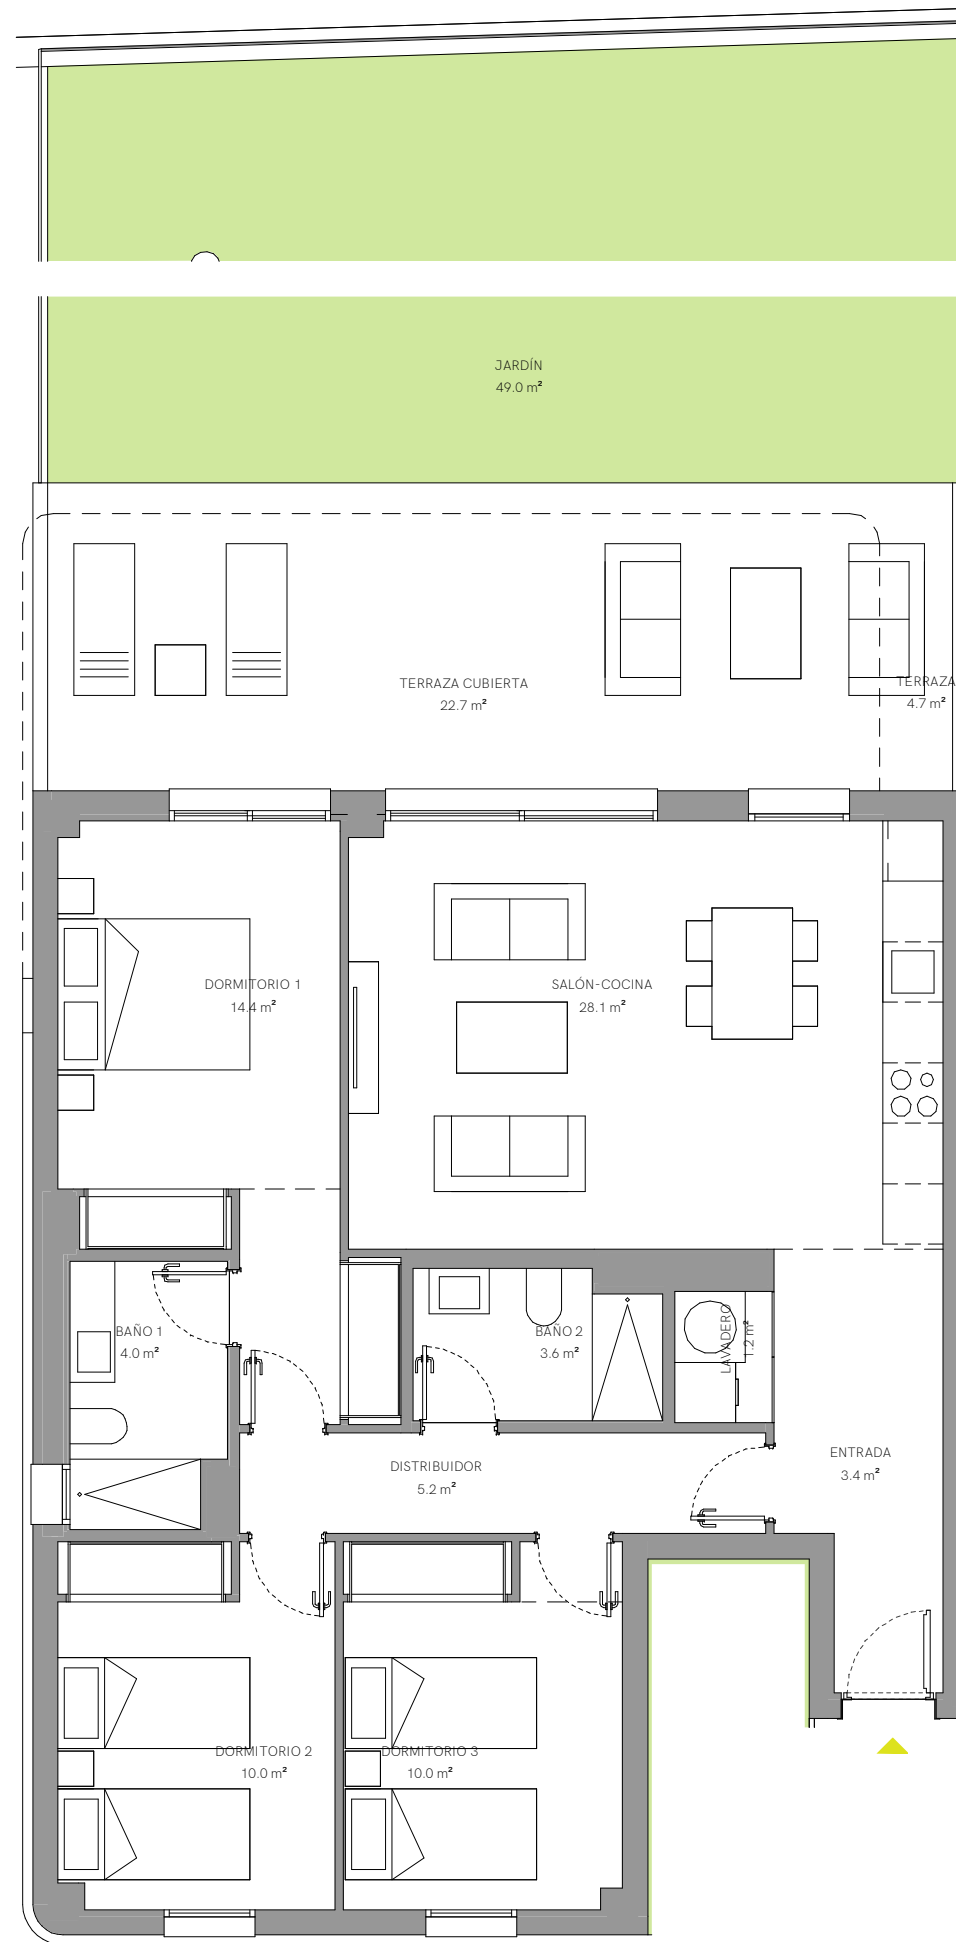 JARDÍN
49.0 m²
TERRAZA CUBIERTA
22.7 m²
TERRAZA
4.7 m²
DORMITORIO 1
14.4 m²
SALÓN-COCINA
28.1 m²
BAÑO 1
4.0 m²
BAÑO 2
3.6 m²
LAVADERO
1.2 m²
DISTRIBUIDOR
5.2 m²
ENTRADA
3.4 m²
DORMITORIO 2
10.0 m²
DORMITORIO 3
10.0 m²